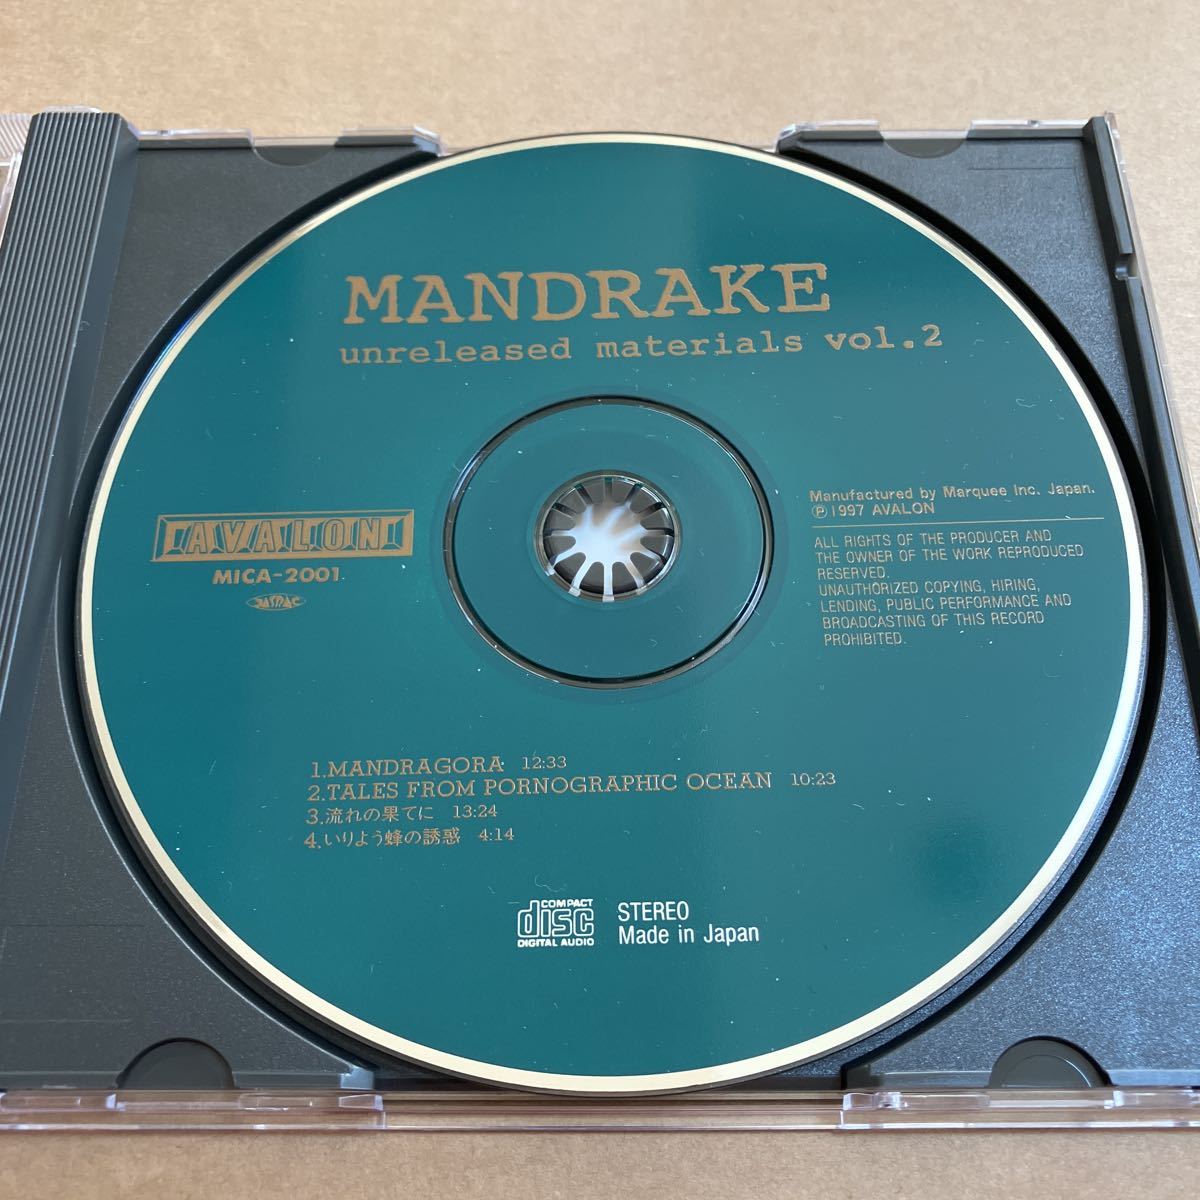 MANDRAKE
unreleased materials vol.2
AVALON
MICA-2001
Manufactured by Marquee Inc. Japan.
Ⓟ1997 AVALON
ALL RIGHTS OF THE PRODUCER AND
THE OWNER OF THE WORK REPRODUCED
RESERVED.
UNAUTHORIZED COPYING, HIRING,
LENDING, PUBLIC PERFORMANCE AND
BROADCASTING OF THIS RECORD
PROHIBITED.
1.MANDRAGORA 12:33
2.TALES FROM PORNOGRAPHIC OCEAN 10:23
3.流れの果てに 13:24
4.いりよう蜂の誘惑 4:14
COMPACT
disc
DIGITAL AUDIO
STEREO
Made in Japan